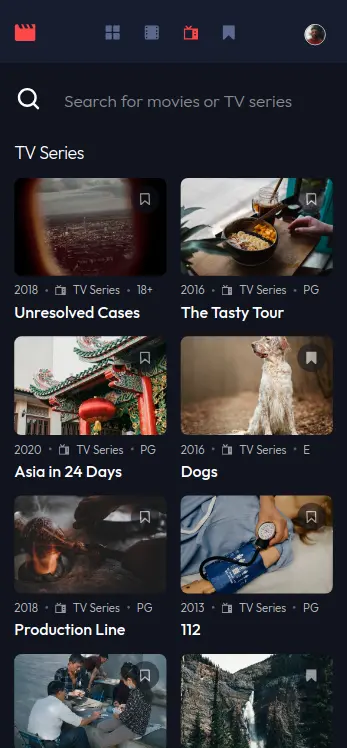 Search for movies or TV series
TV Series
2018 • TV Series • 18+
Unresolved Cases
2016 • TV Series • PG
The Tasty Tour
2020 • TV Series • PG
Asia in 24 Days
2016 • TV Series • E
Dogs
2018 • TV Series • PG
Production Line
2013 • TV Series • PG
112